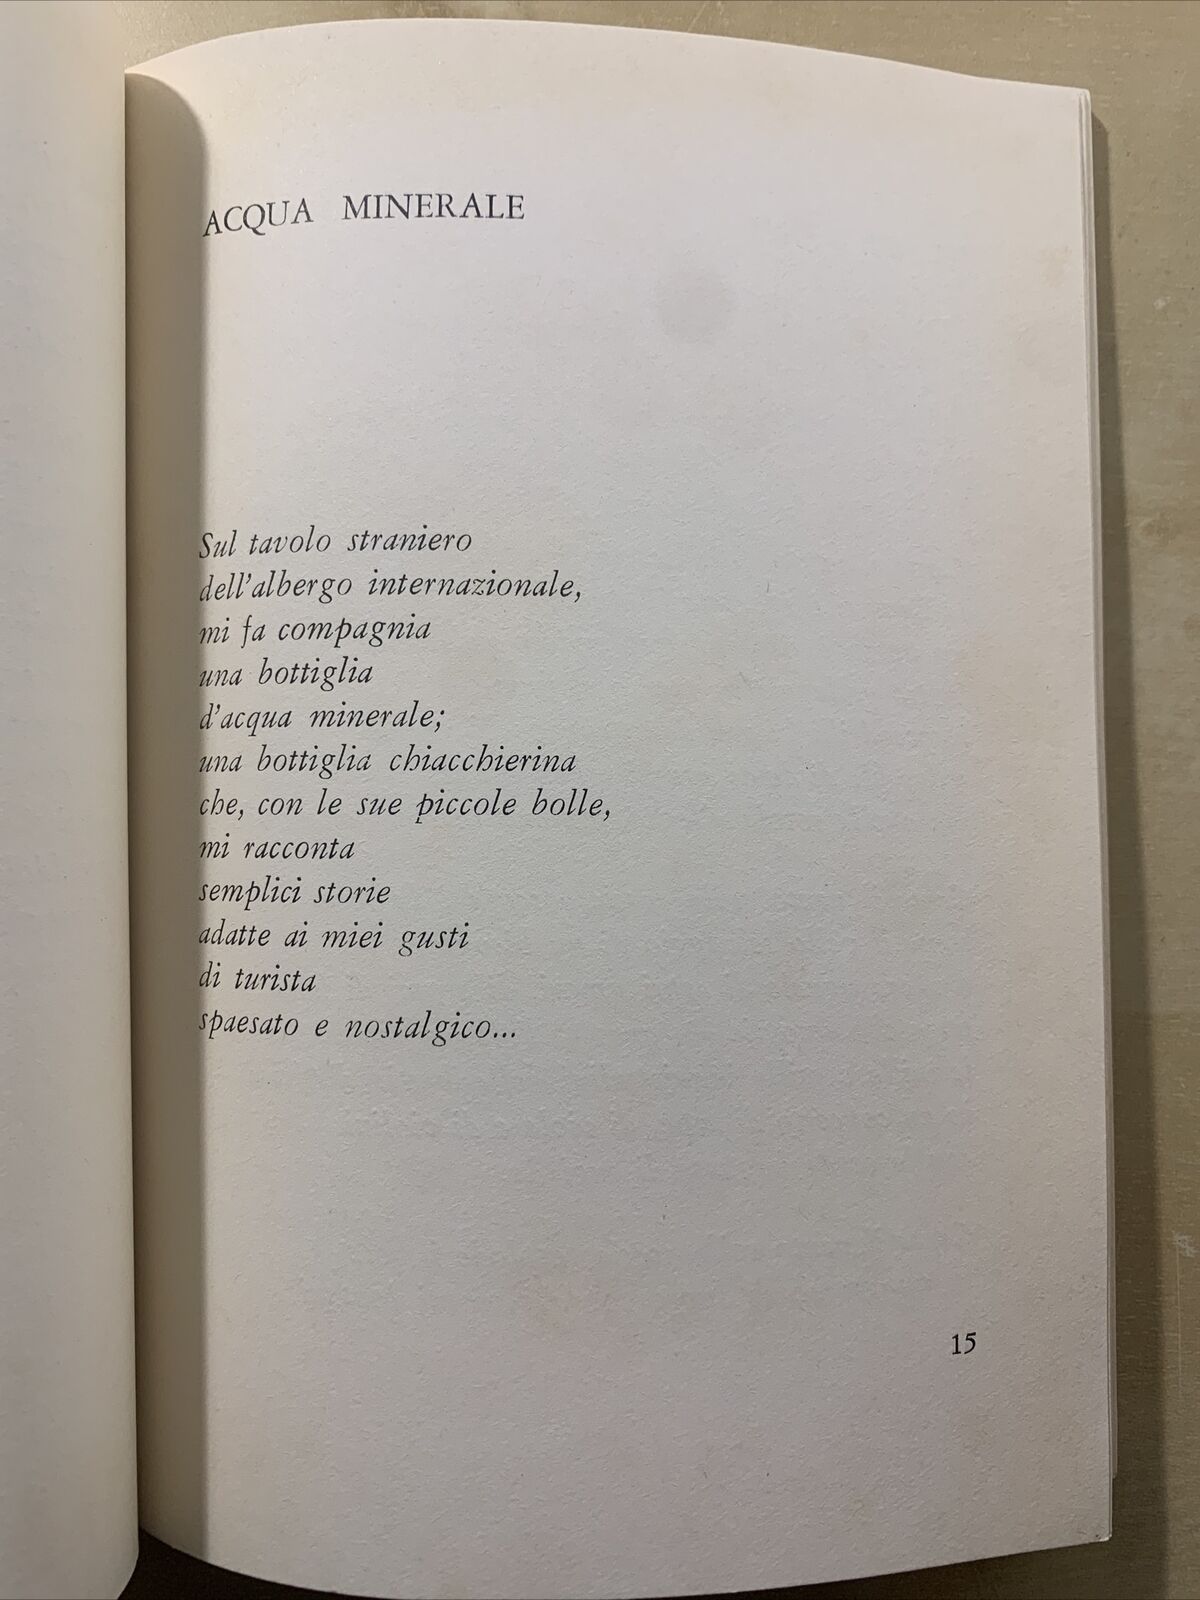 ACQUA MINERALE
Sul tavolo straniero
dell'albergo internazionale,
mi fa compagnia
una bottiglia
d'acqua minerale;
una bottiglia chiacchierina
che, con le sue piccole bolle,
mi racconta
semplici storie
adatte ai miei gusti
di turista
spaesato e nostalgico...
15